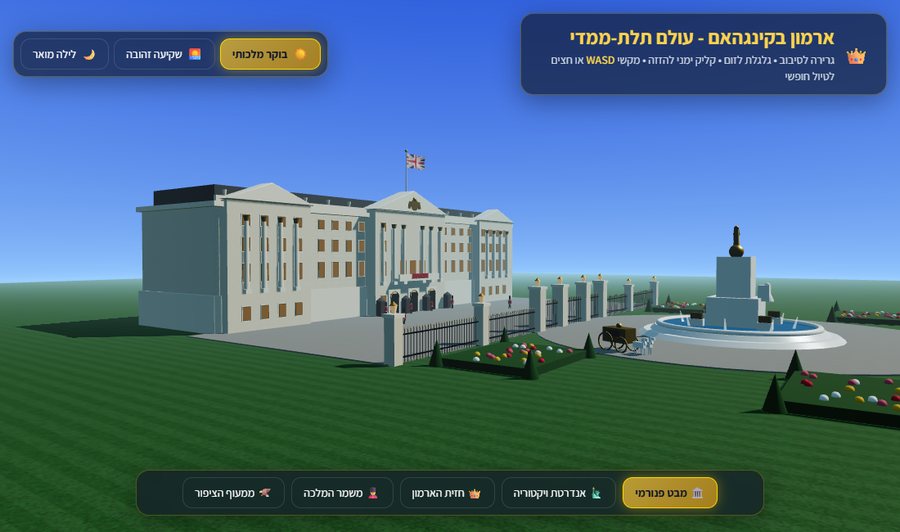 ארמון בקינגהאם - עולם תלת-ממדי
גרירה לסיבוב • גלגלת לזום • קליק ימני להזזה • מקשי WASD או חצים
לטיול חופשי
בוקר מלכותי
שקיעה זהובה
לילה מואר
מבט פנורמי
אנדרטת ויקטוריה
חזית הארמון
משמר המלכה
ממעוף הציפור